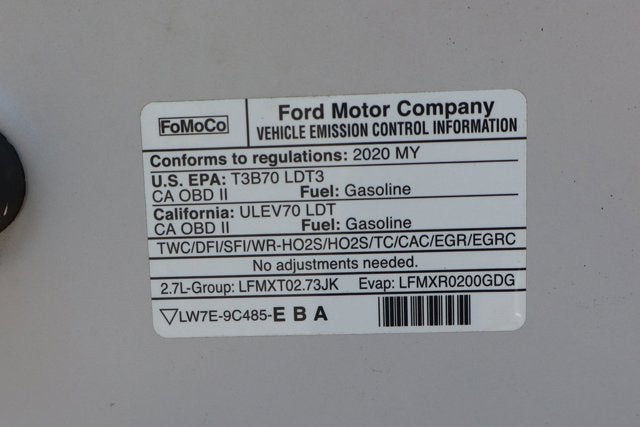 FoMoCo
Ford Motor Company
VEHICLE EMISSION CONTROL INFORMATION
Conforms to regulations: 2020 MY
U.S. EPA: T3B70 LDT3
CA OBD II Fuel: Gasoline
California: ULEV70 LDT
CA OBD II Fuel: Gasoline
TWC/DFI/SFI/WR-HO2S/HO2S/TC/CAC/EGR/EGRC
No adjustments needed.
2.7L-Group: LFMXT02.73JK Evap: LFMXR0200GDG
LW7E-9C485-E B A